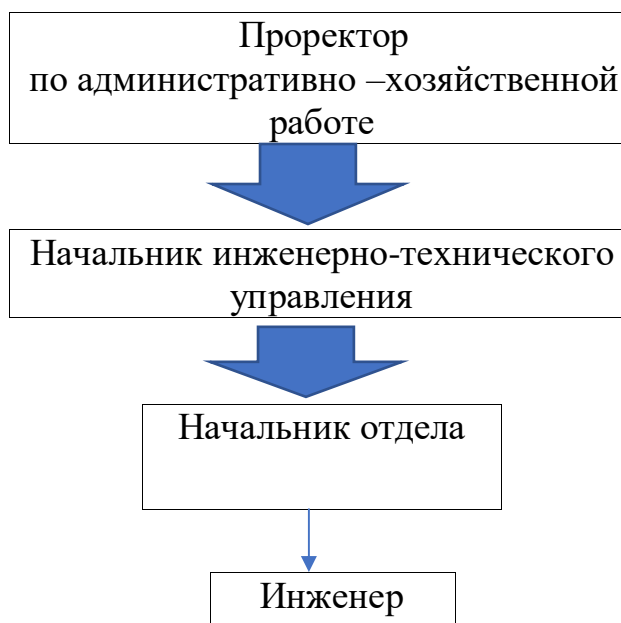 Проректор
по административно –хозяйственной
работе
Начальник инженерно-технического
управления
Начальник отдела
Инженер